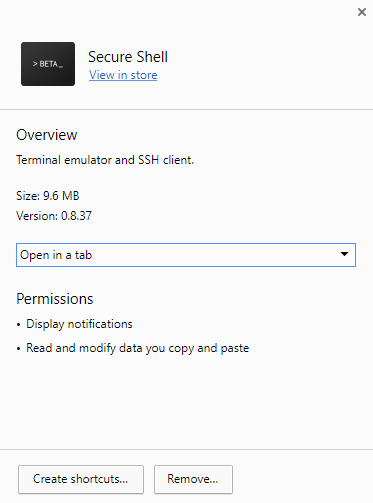 > BETA_
Secure Shell
View in store
Overview
Terminal emulator and SSH client.
Size: 9.6 MB
Version: 0.8.37
Open in a tab
Permissions
• Display notifications
• Read and modify data you copy and paste
Create shortcuts...
Remove...